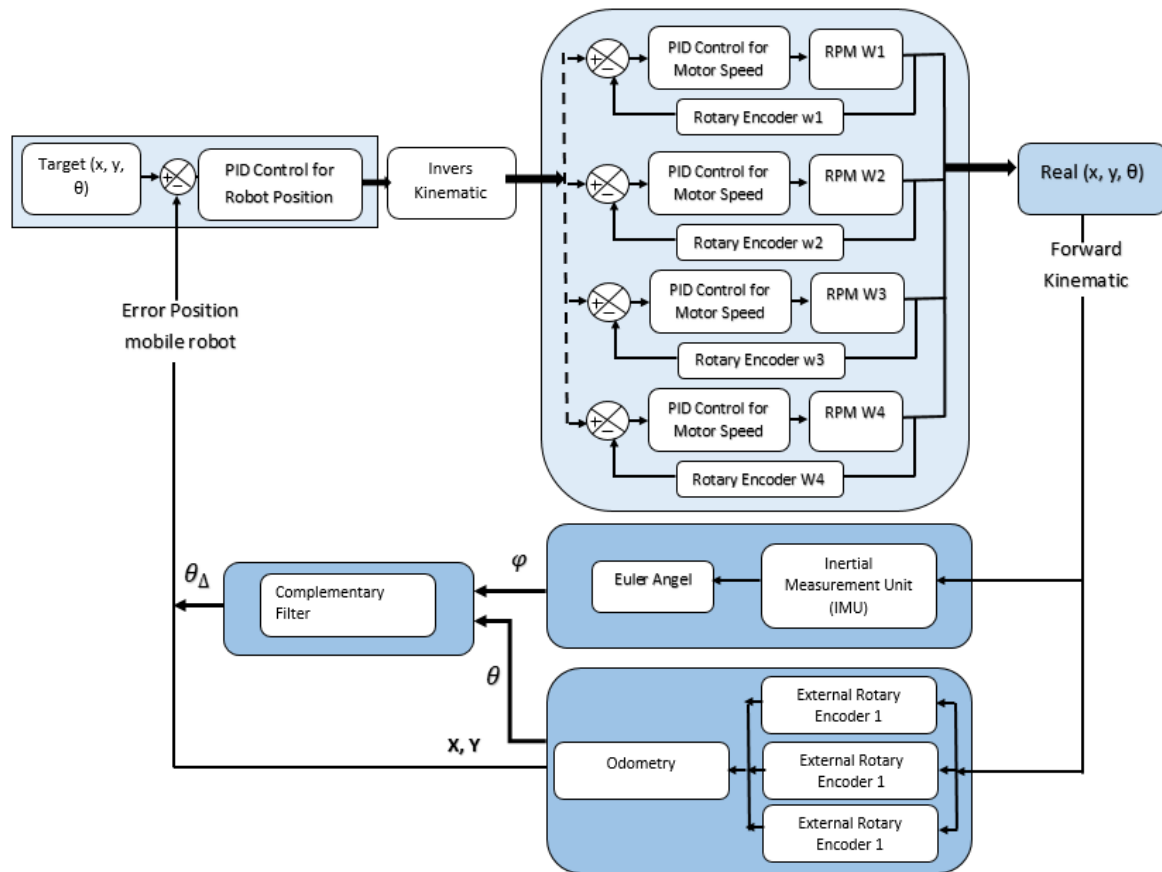 Target (x, y,
θ)
+
−
PID Control for
Robot Position
Invers
Kinematic
+
−
PID Control for
Motor Speed
RPM W1
Rotary Encoder w1
+
−
PID Control for
Motor Speed
RPM W2
Rotary Encoder w2
+
−
PID Control for
Motor Speed
RPM W3
Rotary Encoder w3
+
−
PID Control for
Motor Speed
RPM W4
Rotary Encoder W4
Real (x, y, θ)
Forward
Kinematic
Error Position
mobile robot
θΔ
Complementary
Filter
φ
Euler Angel
Inertial
Measurement Unit
(IMU)
θ
X, Y
Odometry
External Rotary
Encoder 1
External Rotary
Encoder 1
External Rotary
Encoder 1